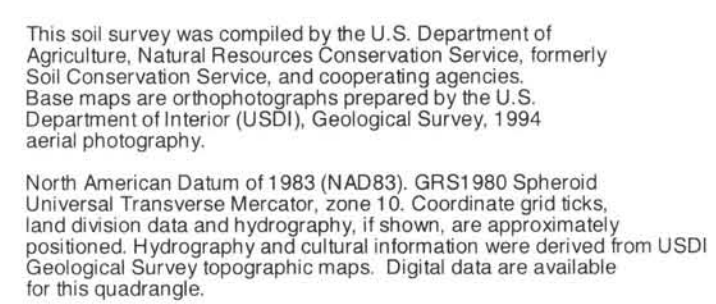 This soil survey was compiled by the U.S. Department of
Agriculture, Natural Resources Conservation Service, formerly
Soil Conservation Service, and cooperating agencies.
Base maps are orthophotographs prepared by the U.S.
Department of Interior (USDI), Geological Survey, 1994
aerial photography.

North American Datum of 1983 (NAD83). GRS1980 Spheroid
Universal Transverse Mercator, zone 10. Coordinate grid ticks,
land division data and hydrography, if shown, are approximately
positioned. Hydrography and cultural information were derived from USDI
Geological Survey topographic maps.  Digital data are available
for this quadrangle.